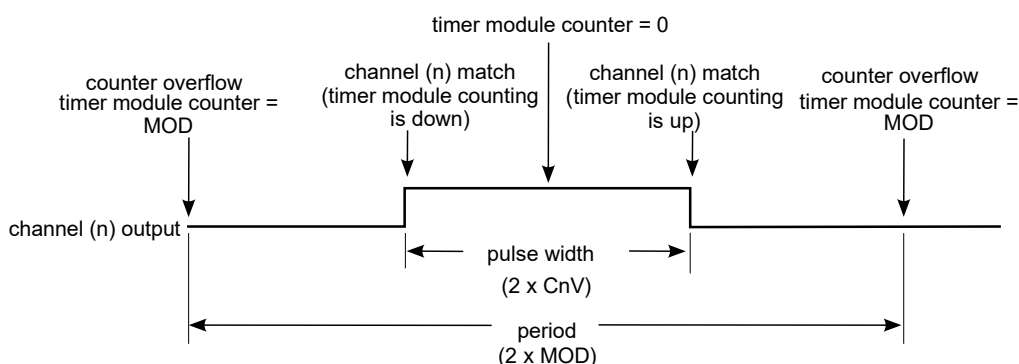 timer module counter = 0
counter overflow
timer module counter =
MOD
channel (n) match
(timer module counting
is down)
channel (n) match
(timer module counting
is up)
counter overflow
timer module counter =
MOD
channel (n) output
pulse width
(2 x CnV)
period
(2 x MOD)